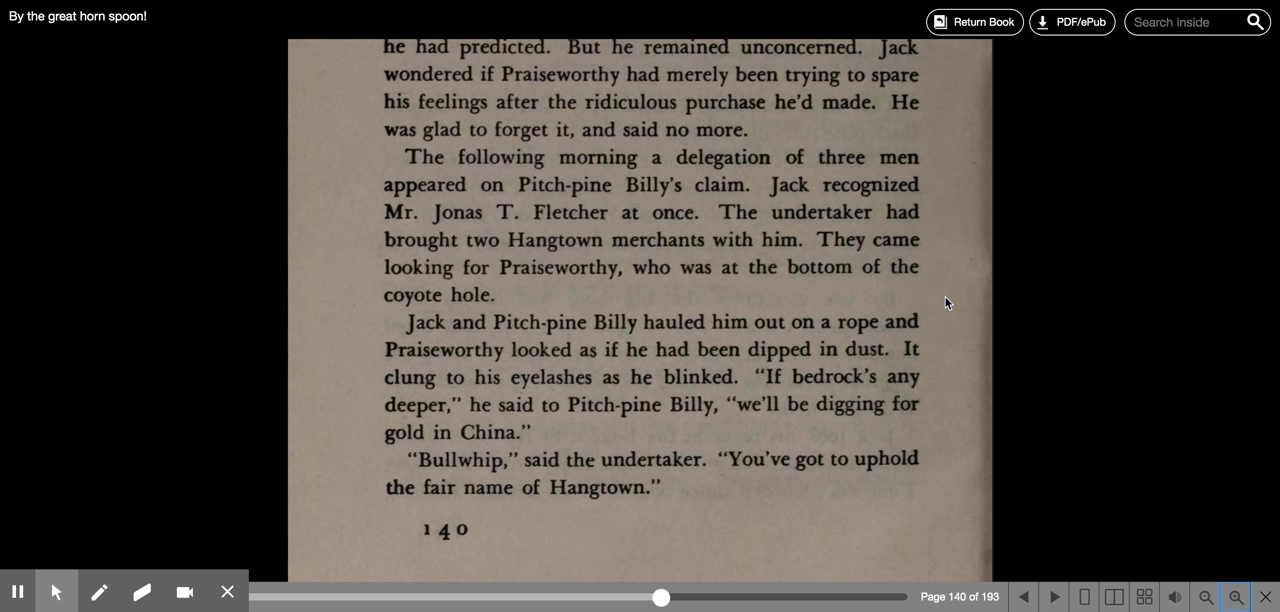 By the great horn spoon!
Return Book
PDF/ePub
Search inside
he had predicted. But he remained unconcerned. Jack
wondered if Praiseworthy had merely been trying to spare
his feelings after the ridiculous purchase he'd made. He
was glad to forget it, and said no more.
The following morning a delegation of three men
appeared on Pitch-pine Billy's claim. Jack recognized
Mr. Jonas T. Fletcher at once. The undertaker had
brought two Hangtown merchants with him. They came
looking for Praiseworthy, who was at the bottom of the
coyote hole.
Jack and Pitch-pine Billy hauled him out on a rope and
Praiseworthy looked as if he had been dipped in dust. It
clung to his eyelashes as he blinked. “If bedrock's any
deeper,” he said to Pitch-pine Billy, “we'll be digging for
gold in China.”
“Bullwhip,” said the undertaker. “You've got to uphold
the fair name of Hangtown.”
140
Page 140 of 193